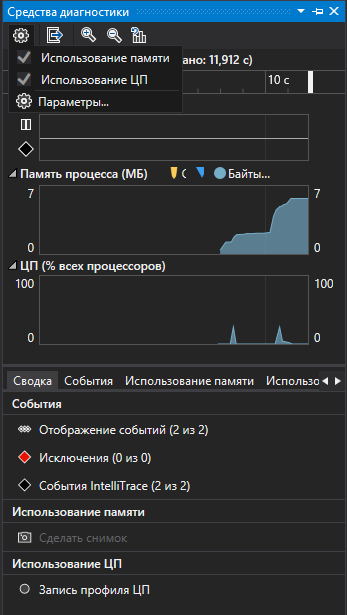 Средства диагностики
Использование памяти
ано: 11,912 с)
Использование ЦП
10 с
Параметры...
Память процесса (МБ)
Байты...
7
7
0
0
ЦП (% всех процессоров)
100
100
0
0
Сводка
События
Использование памяти
Использо
События
Отображение событий (2 из 2)
Исключения (0 из 0)
События IntelliTrace (2 из 2)
Использование памяти
Сделать снимок
Использование ЦП
Запись профиля ЦП